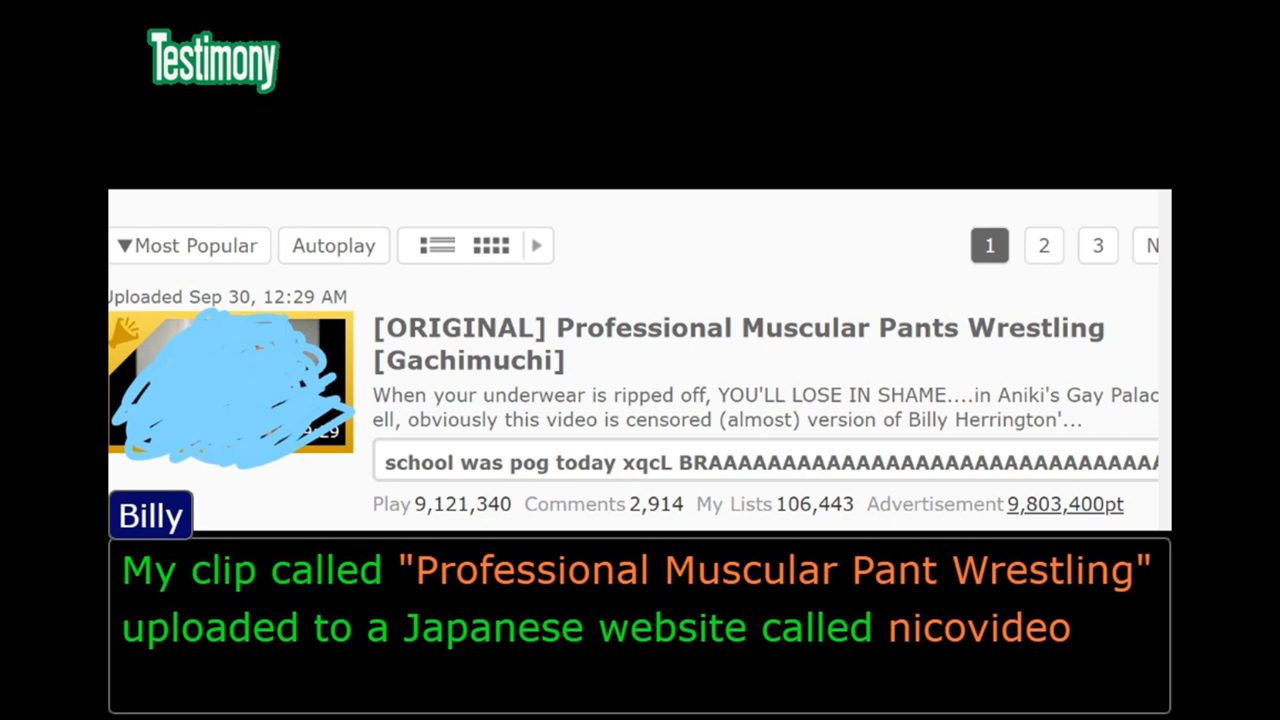 Testimony
▼Most Popular Autoplay 1 2 3 N
Uploaded Sep 30, 12:29 AM
[ORIGINAL] Professional Muscular Pants Wrestling
[Gachimuchi]
When your underwear is ripped off, YOU'LL LOSE IN SHAME....in Aniki's Gay Palac
ell, obviously this video is censored (almost) version of Billy Herrington'...
school was pog today xqcL BRAAAAAAAAAAAAAAAAAAAAAAAAAAAAAAA
Play 9,121,340 Comments 2,914 My Lists 106,443 Advertisement 9,803,400pt
Billy
My clip called "Professional Muscular Pant Wrestling"
uploaded to a Japanese website called nicovideo